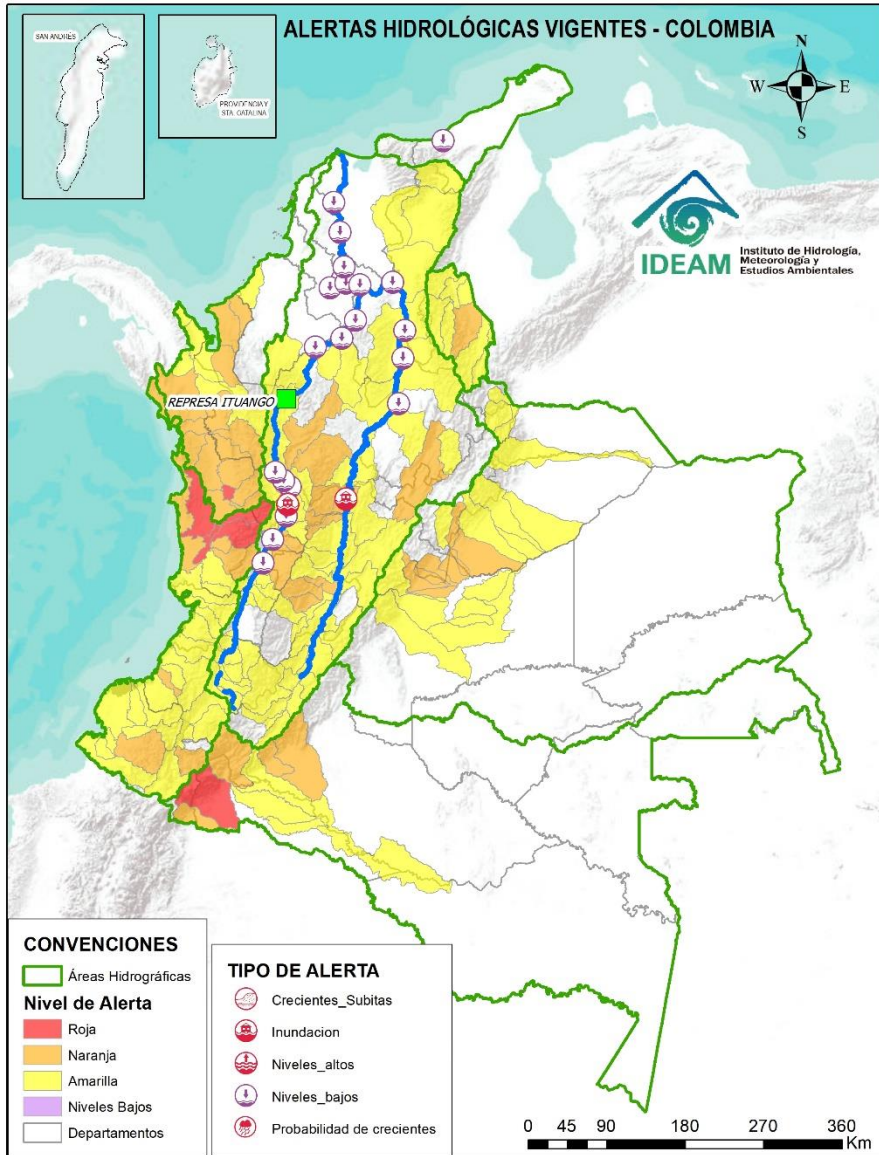 ALERTAS HIDROLÓGICAS VIGENTES - COLOMBIA
SAN ANDRÉS
PROVIDENCIA Y
STA. CATALINA
N
W
E
S
IDEAM
Instituto de Hidrología,
Meteorología y
Estudios Ambientales
REPRESA ITUANGO
CONVENCIONES
Áreas Hidrográficas
Nivel de Alerta
Roja
Naranja
Amarilla
Niveles Bajos
Departamentos
TIPO DE ALERTA
Crecientes_Subitas
Inundacion
Niveles_altos
Niveles_bajos
Probabilidad de crecientes
0 45 90 180 270 360
Km